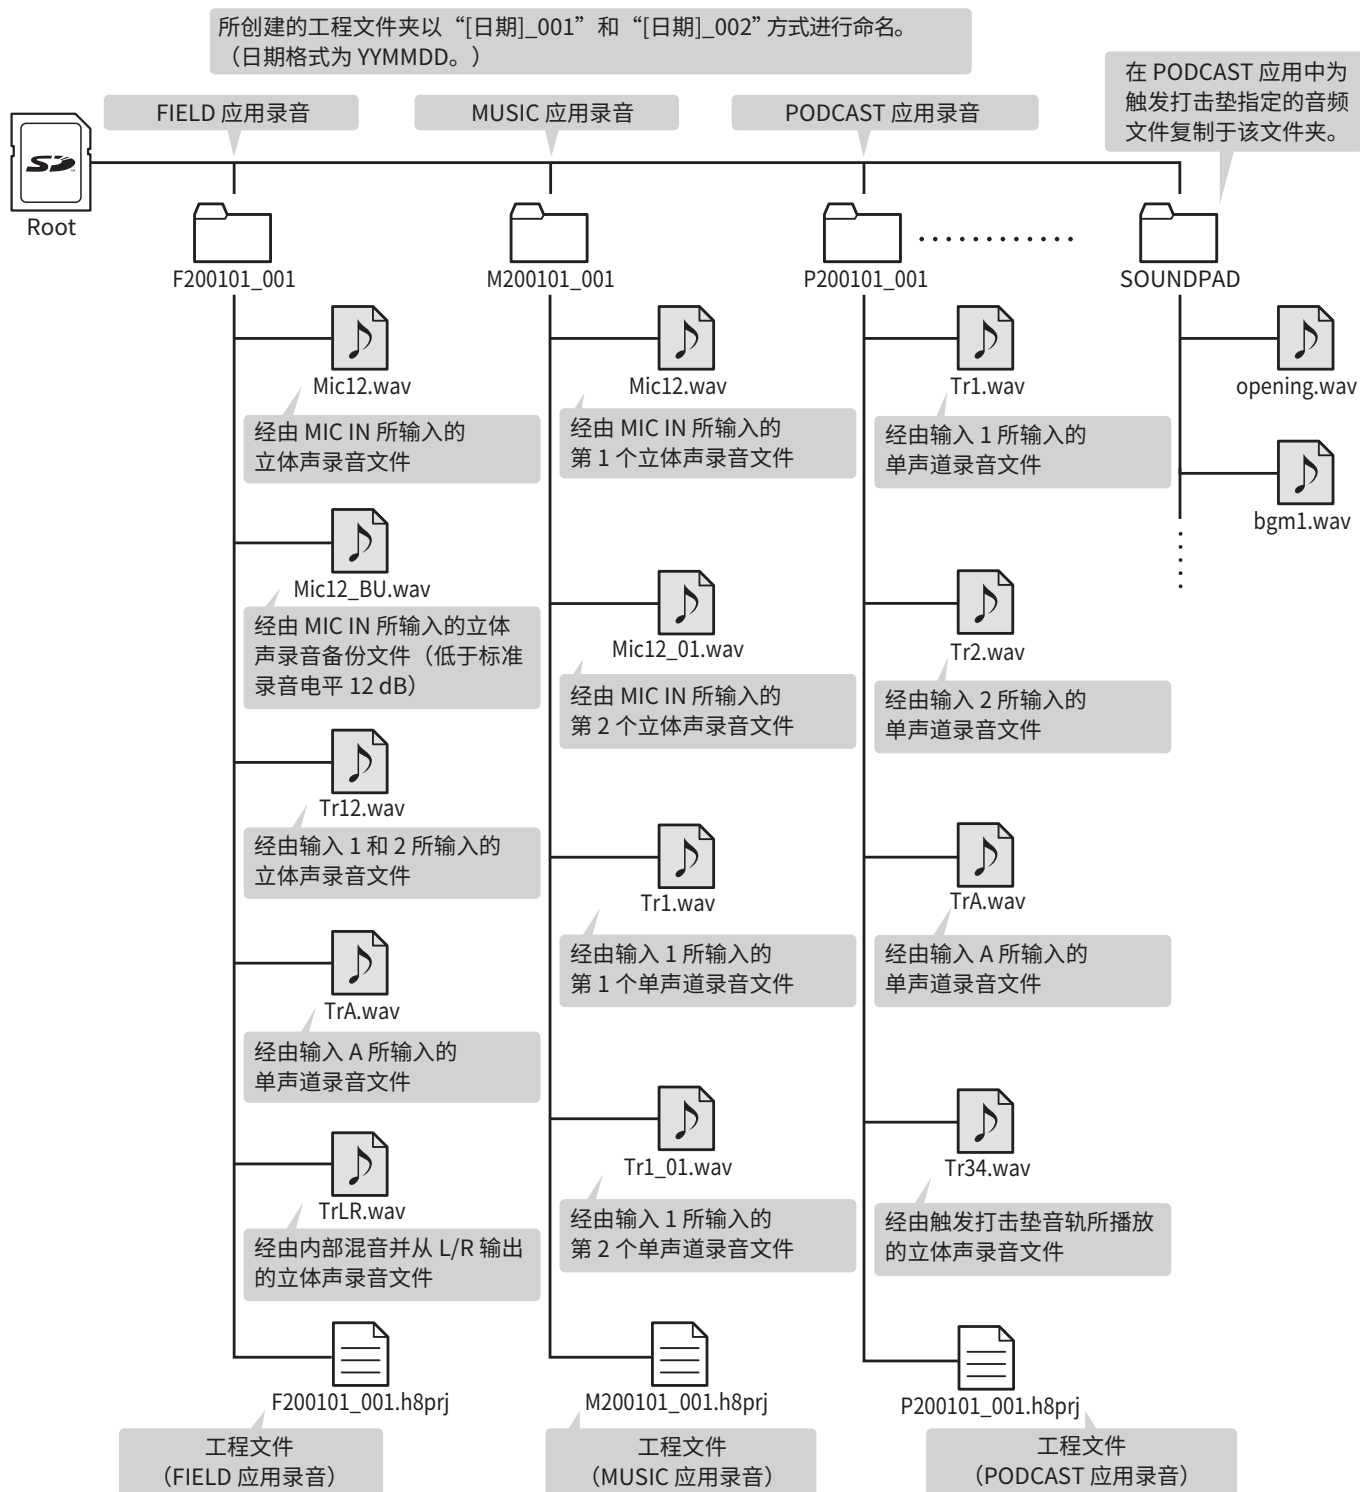 所创建的工程文件夹以“[日期]_001”和“[日期]_002”方式进行命名。
（日期格式为 YYMMDD。）
在 PODCAST 应用中为
触发打击垫指定的音频
文件复制于该文件夹。
FIELD 应用录音
MUSIC 应用录音
PODCAST 应用录音
SD
Root
F200101_001
M200101_001
P200101_001
SOUNDPAD
Mic12.wav
经由 MIC IN 所输入的
立体声录音文件
Mic12_BU.wav
经由 MIC IN 所输入的立体
声录音备份文件（低于标准
录音电平 12 dB）
Tr12.wav
经由输入 1 和 2 所输入的
立体声录音文件
TrA.wav
经由输入 A 所输入的
单声道录音文件
TrLR.wav
经由内部混音并从 L/R 输出
的立体声录音文件
F200101_001.h8prj
工程文件
（FIELD 应用录音）
Mic12.wav
经由 MIC IN 所输入的
第 1 个立体声录音文件
Mic12_01.wav
经由 MIC IN 所输入的
第 2 个立体声录音文件
Tr1.wav
经由输入 1 所输入的
第 1 个单声道录音文件
Tr1_01.wav
经由输入 1 所输入的
第 2 个单声道录音文件
M200101_001.h8prj
工程文件
（MUSIC 应用录音）
Tr1.wav
经由输入 1 所输入的
单声道录音文件
Tr2.wav
经由输入 2 所输入的
单声道录音文件
TrA.wav
经由输入 A 所输入的
单声道录音文件
Tr34.wav
经由触发打击垫音轨所播放
的立体声录音文件
P200101_001.h8prj
工程文件
（PODCAST 应用录音）
opening.wav
bgm1.wav